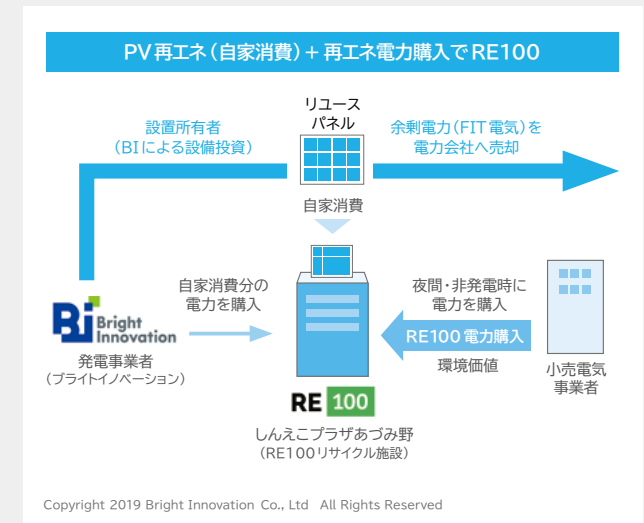 PV再エネ(自家消費)+再エネ電力購入でRE100
リユース
パネル
設置所有者
(BIによる設備投資)
余剰電力(FIT電気)を
電力会社へ売却
自家消費
自家消費分の
電力を購入
夜間・非発電時に
電力を購入
Bi Bright
Innovation
RE100電力購入
発電事業者
(ブライトイノベーション)
環境価値
小売電気
事業者
RE 100
しんえこプラザあづみ野
(RE100リサイクル施設)
Copyright 2019 Bright Innovation Co., Ltd All Rights Reserved